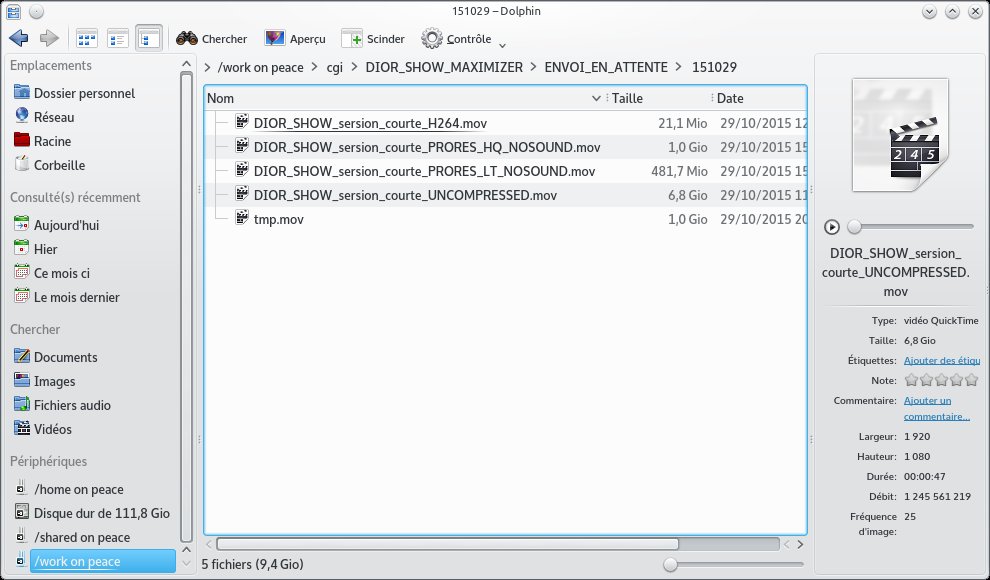 151029 – Dolphin
Chercher Aperçu Scinder Contrôle
Emplacements
Dossier personnel
Réseau
Racine
Corbeille
Consulté(s) récemment
Aujourd'hui
Hier
Ce mois ci
Le mois dernier
Chercher
Documents
Images
Fichiers audio
Vidéos
Périphériques
/home on peace
Disque dur de 111,8 Gio
/shared on peace
/work on peace
/work on peace > cgi > DIOR_SHOW_MAXIMIZER > ENVOI_EN_ATTENTE > 151029
Nom Taille Date
DIOR_SHOW_sersion_courte_H264.mov 21,1 Mio 29/10/2015 12
DIOR_SHOW_sersion_courte_PRORES_HQ_NOSOUND.mov 1,0 Gio 29/10/2015 15
DIOR_SHOW_sersion_courte_PRORES_LT_NOSOUND.mov 481,7 Mio 29/10/2015 15
DIOR_SHOW_sersion_courte_UNCOMPRESSED.mov 6,8 Gio 29/10/2015 11
tmp.mov 1,0 Gio 29/10/2015 20
5 fichiers (9,4 Gio)
2 4 5
DIOR_SHOW_sersion_
courte_UNCOMPRESSED.
mov
Type: vidéo QuickTime
Taille: 6,8 Gio
Étiquettes: Ajouter des étiqu
Note:
Commentaire: Ajouter un
commentaire...
Largeur: 1 920
Hauteur: 1 080
Durée: 00:00:47
Débit: 1 245 561 219
Fréquence 25
d'image: